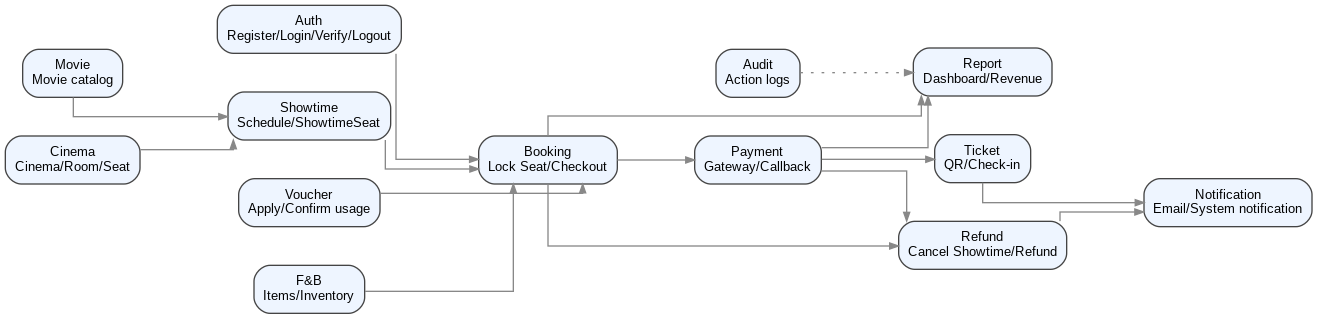 Auth
Register/Login/Verify/Logout
Movie
Movie catalog
Showtime
Schedule/ShowtimeSeat
Cinema
Cinema/Room/Seat
Voucher
Apply/Confirm usage
F&B
Items/Inventory
Booking
Lock Seat/Checkout
Audit
Action logs
Payment
Gateway/Callback
Report
Dashboard/Revenue
Ticket
QR/Check-in
Refund
Cancel Showtime/Refund
Notification
Email/System notification